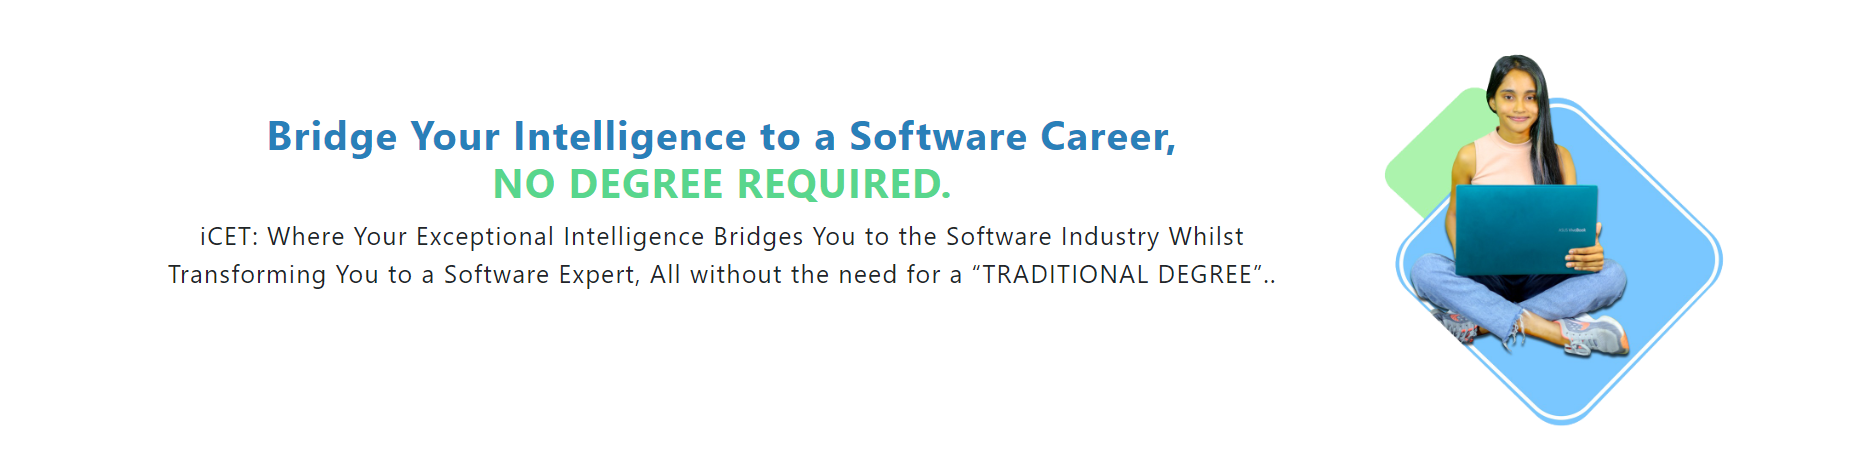 Bridge Your Intelligence to a Software Career,
NO DEGREE REQUIRED.
iCET: Where Your Exceptional Intelligence Bridges You to the Software Industry Whilst
Transforming You to a Software Expert, All without the need for a “TRADITIONAL DEGREE”..